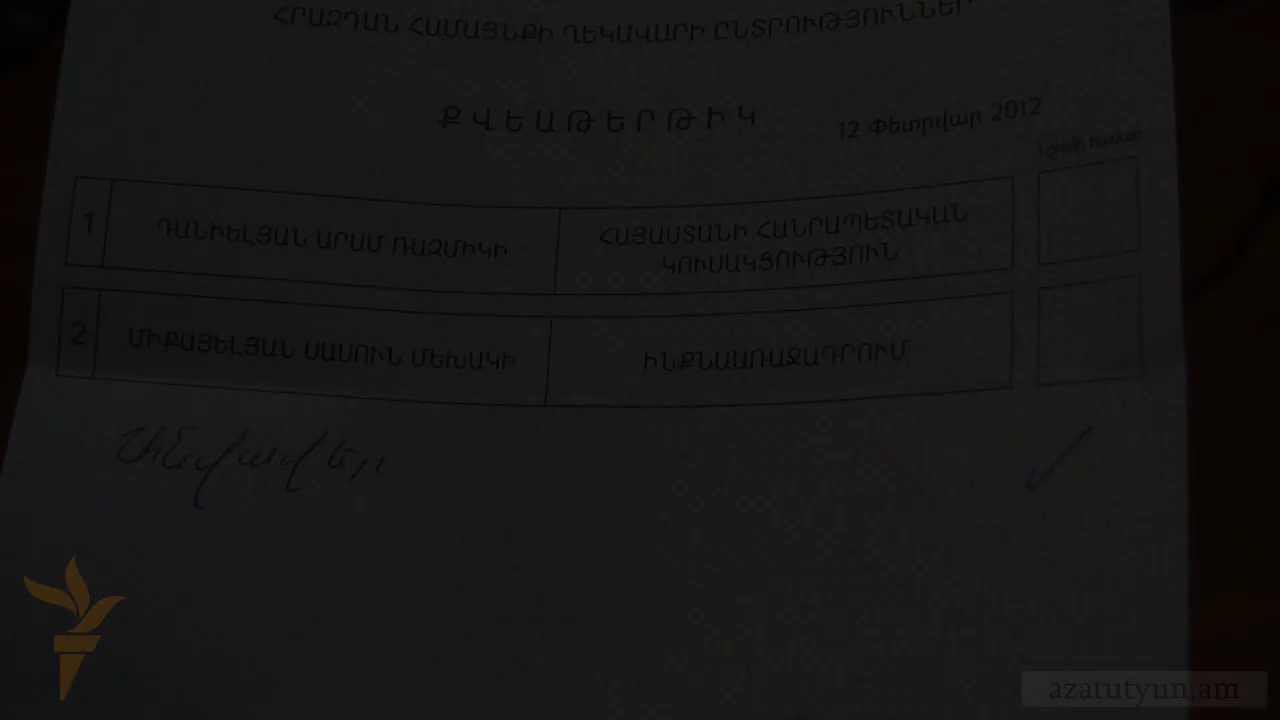 ՀՐԱԶԴԱՆ ՀԱՄԱՅՆՔԻ ՂԵԿԱՎԱՐԻ ԸՆՏՐՈՒԹՅՈՒՆՆԵՐ
ՔՎԵԱԹԵՐԹԻԿ
12 Փետրվար 2012
1
ԴԱՆԻԵԼՅԱՆ ԱՐԱՄ ՌԱԶՄԻԿԻ
ՀԱՅԱՍՏԱՆԻ ՀԱՆՐԱՊԵՏԱԿԱՆ
ԿՈՒՍԱԿՑՈՒԹՅՈՒՆ
2
ՄԻՔԱՅԵԼՅԱՆ ՍԱՍՈՒՆ ՄԵԽԱԿԻ
ԻՆՔՆԱԱՌԱՋԱԴՐՈՒՄ
azatutyun.am